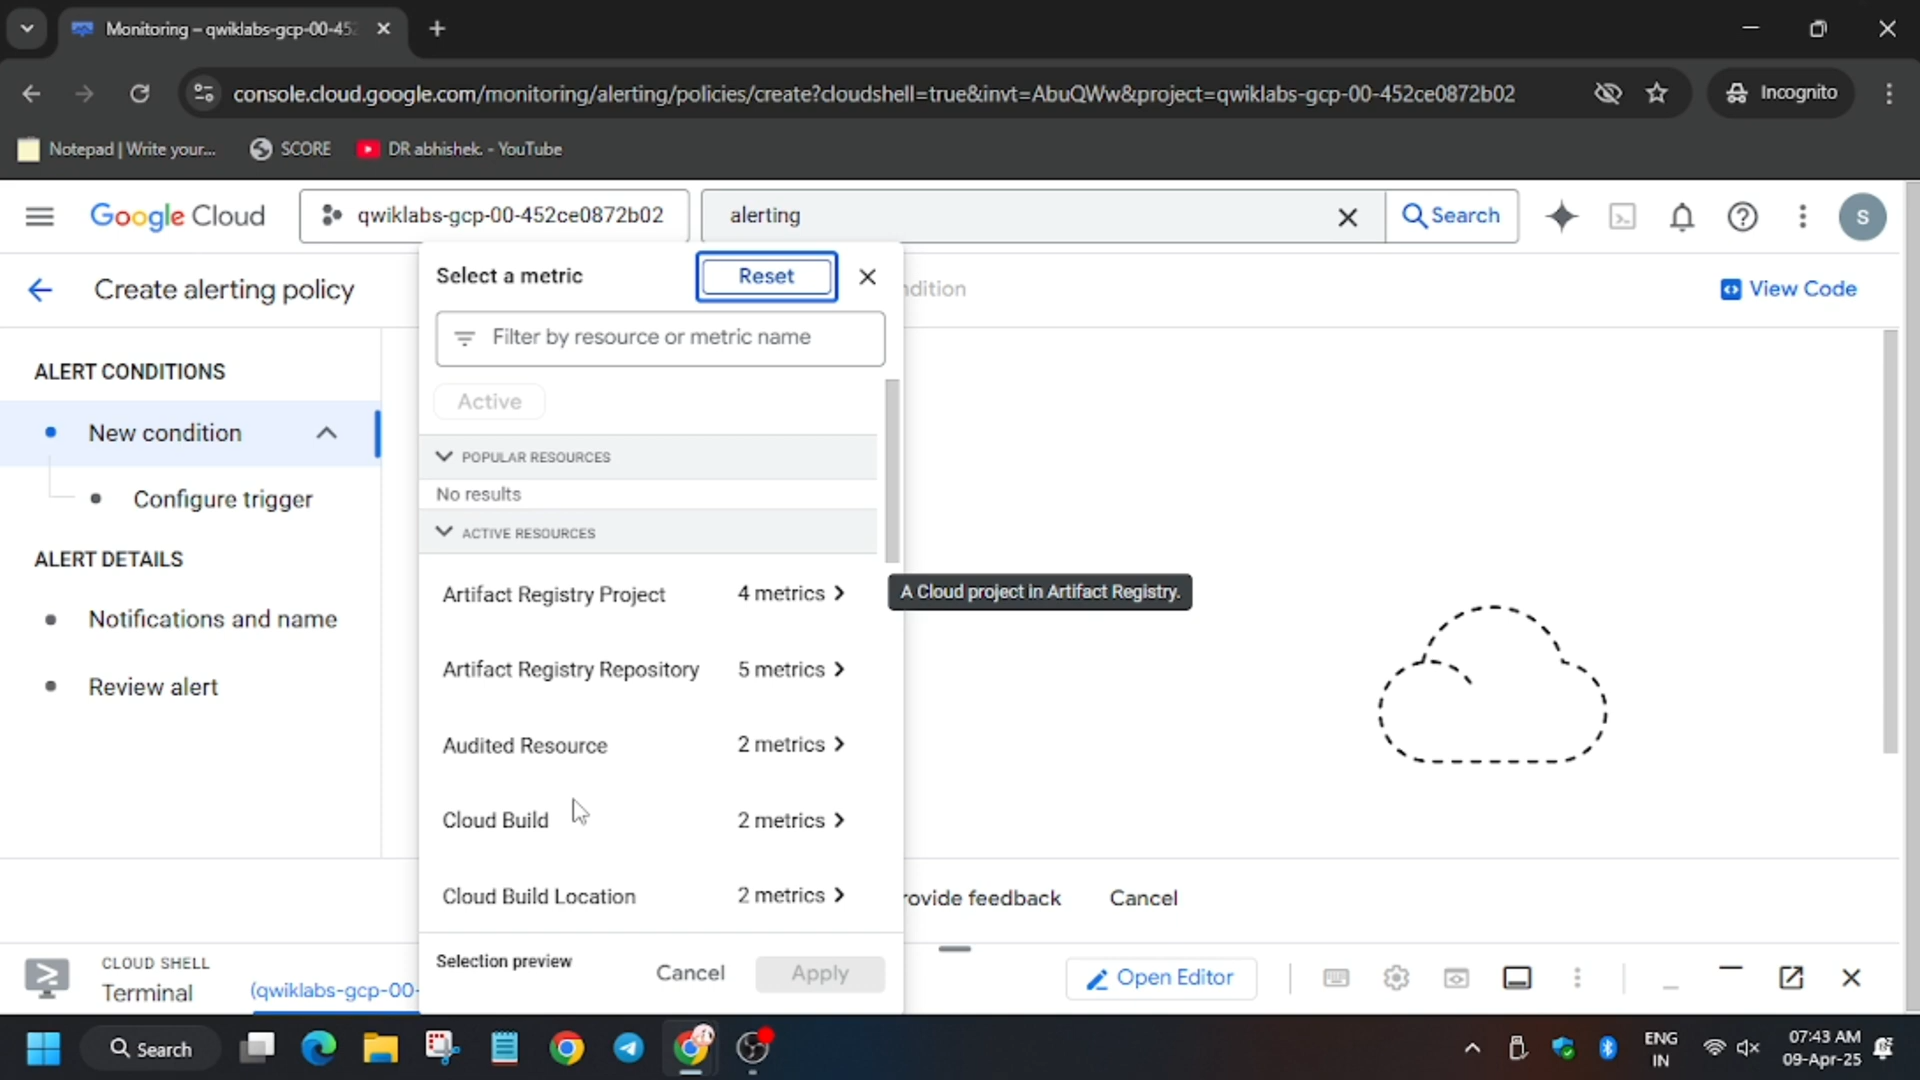 Monitoring – qwiklabs-gcp-00-452
console.cloud.google.com/monitoring/alerting/policies/create?cloudshell=true&invt=AbuQWw&project=qwiklabs-gcp-00-452ce0872b02
Incognito
Notepad | Write your...
SCORE
DR abhishek. - YouTube
Google Cloud
qwiklabs-gcp-00-452ce0872b02
alerting
Search
S
Create alerting policy
ndition
View Code
Select a metric
Reset
Filter by resource or metric name
Active
POPULAR RESOURCES
No results
ACTIVE RESOURCES
Artifact Registry Project 4 metrics
A Cloud project in Artifact Registry.
Artifact Registry Repository 5 metrics
Audited Resource 2 metrics
Cloud Build 2 metrics
Cloud Build Location 2 metrics
Selection preview
Cancel
Apply
ALERT CONDITIONS
New condition
Configure trigger
ALERT DETAILS
Notifications and name
Review alert
rovide feedback
Cancel
CLOUD SHELL
Terminal
(qwiklabs-gcp-00-
Open Editor
Search
ENG
IN
07:43 AM
09-Apr-25